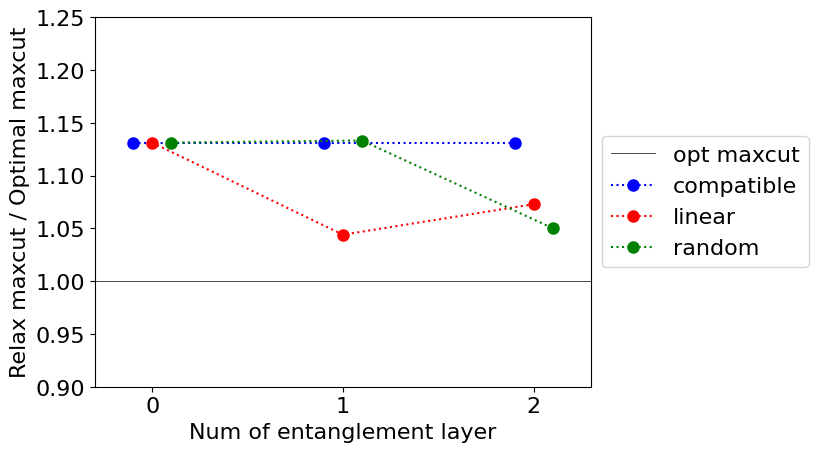 Relax maxcut / Optimal maxcut
1.25
1.20
1.15
1.10
1.05
1.00
0.95
0.90
0
1
2
Num of entanglement layer
opt maxcut
compatible
linear
random